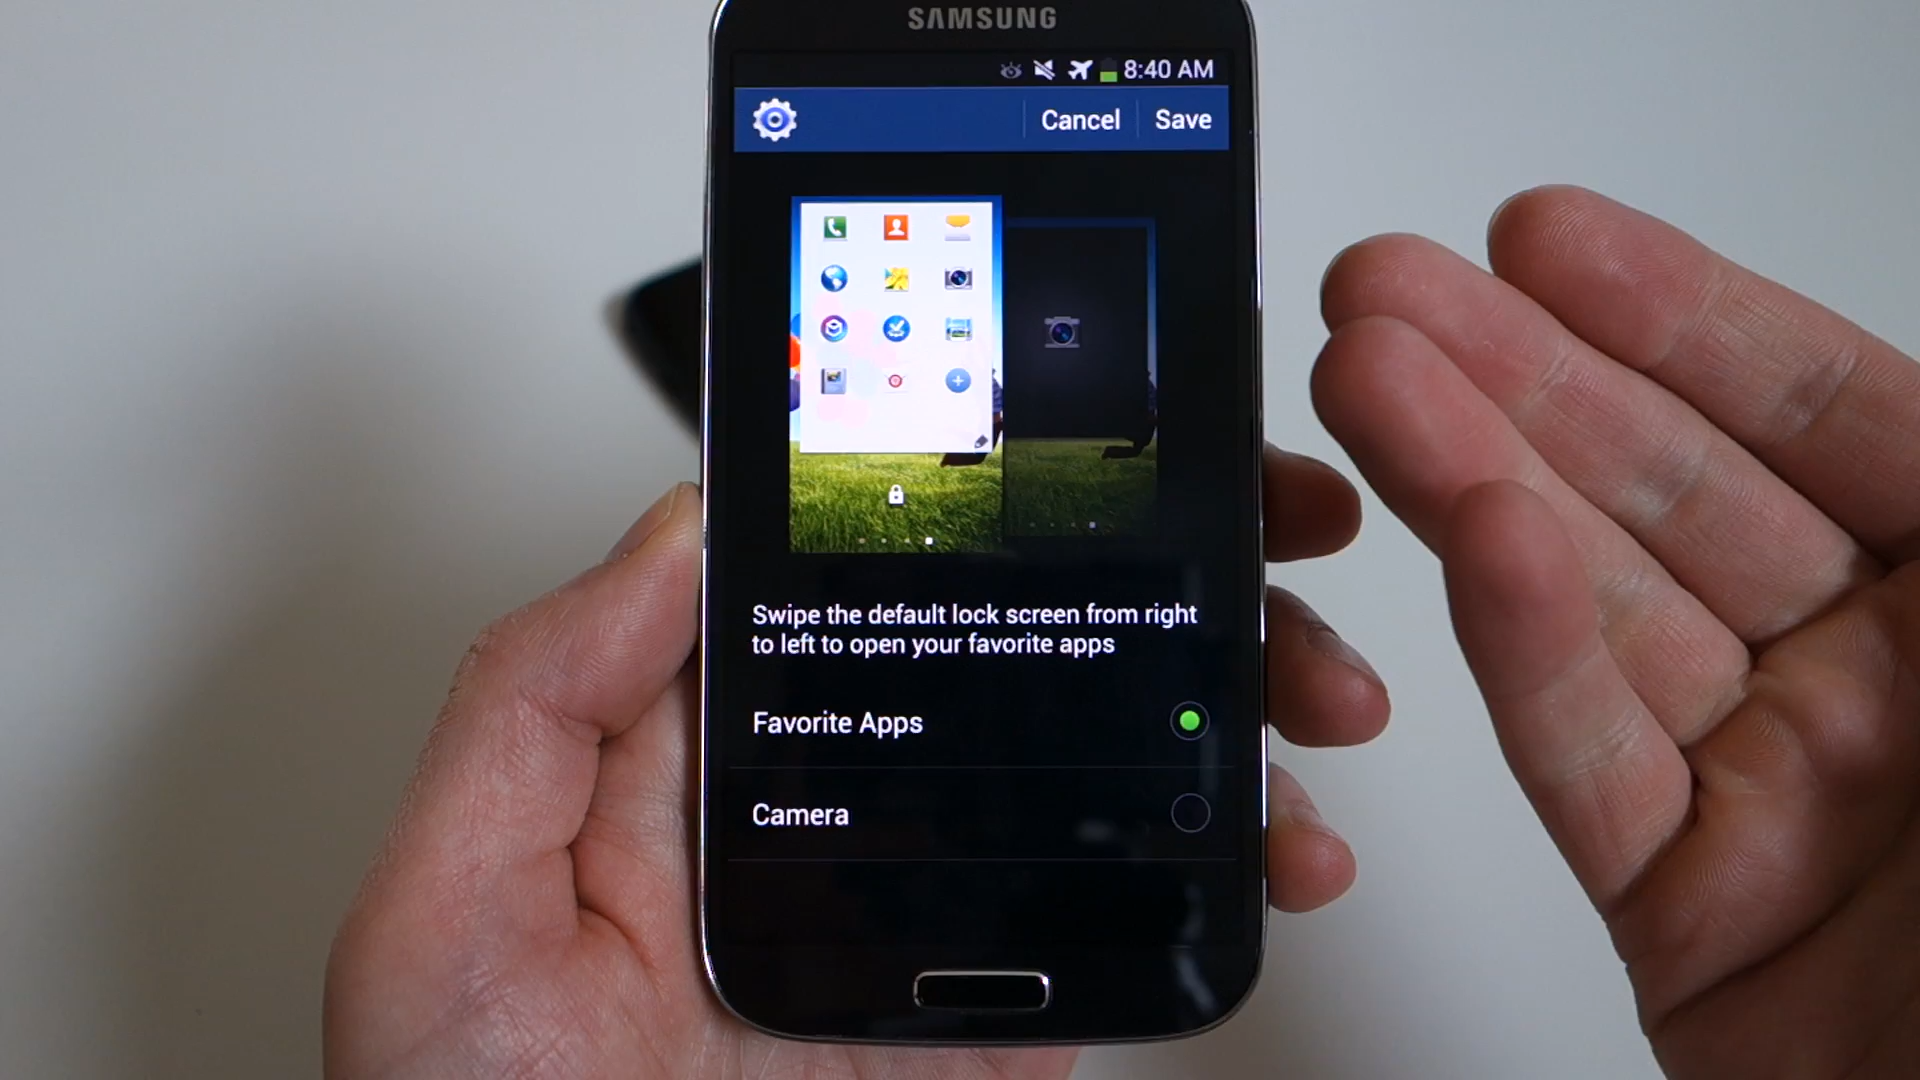 SAMSUNG
8:40 AM
Cancel
Save
Swipe the default lock screen from right
to left to open your favorite apps
Favorite Apps
Camera